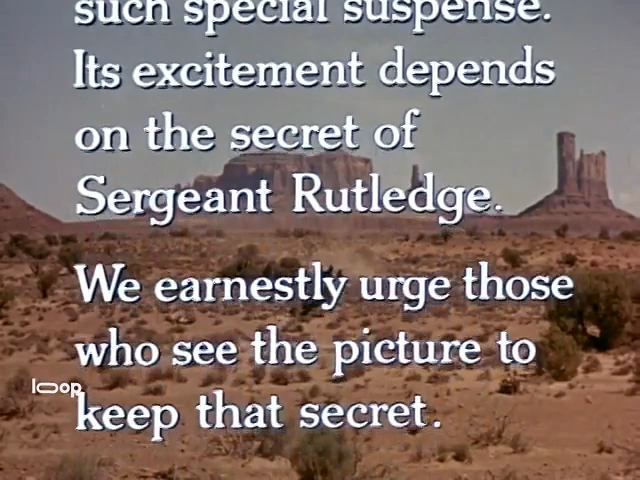 such special suspense.
Its excitement depends
on the secret of
Sergeant Rutledge.
We earnestly urge those
who see the picture to
loop
keep that secret.